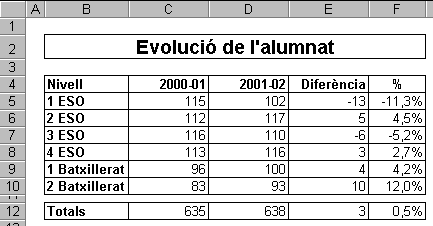 A B C D E F
1
2 Evolució de l'alumnat
3
4 Nivell 2000-01 2001-02 Diferència %
5 1 ESO 115 102 -13 -11,3%
6 2 ESO 112 117 5 4,5%
7 3 ESO 116 110 -6 -5,2%
8 4 ESO 113 116 3 2,7%
9 1 Batxillerat 96 100 4 4,2%
10 2 Batxillerat 83 93 10 12,0%
12 Totals 635 638 3 0,5%